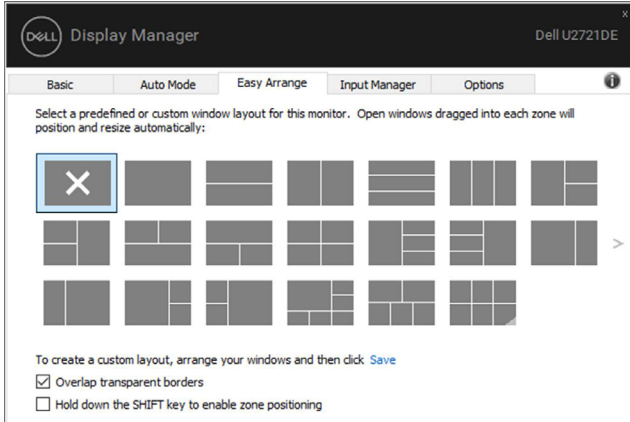 x
DELL Display Manager Dell U2721DE
Basic Auto Mode Easy Arrange Input Manager Options i
Select a predefined or custom window layout for this monitor. Open windows dragged into each zone will
position and resize automatically:
>
To create a custom layout, arrange your windows and then click Save
Overlap transparent borders
Hold down the SHIFT key to enable zone positioning